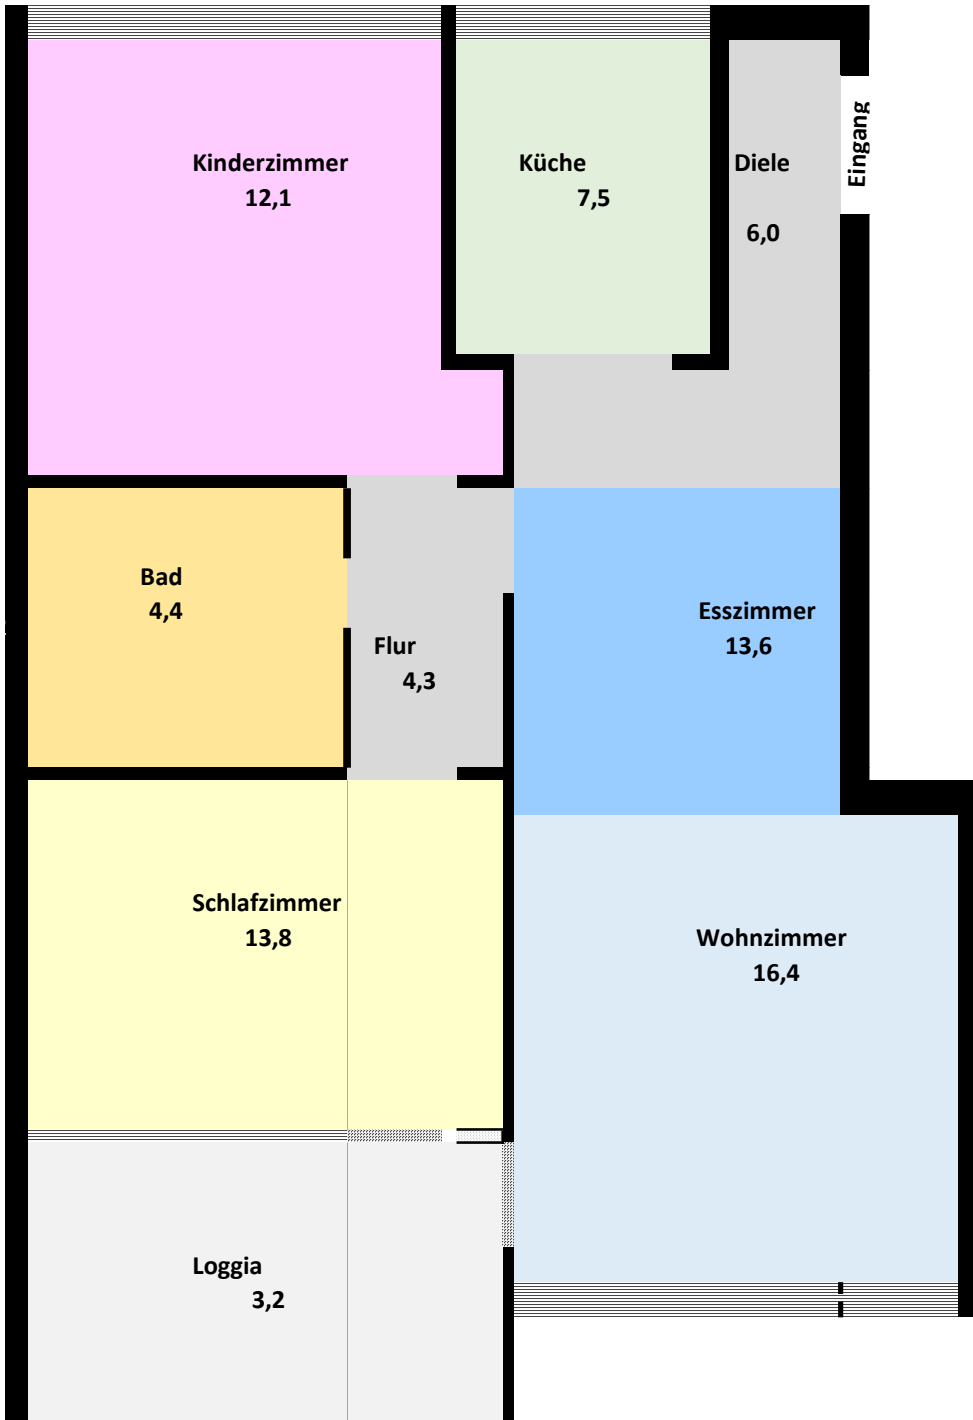 Kinderzimmer
12,1
Küche
7,5
Diele
6,0
Eingang
Bad
4,4
Flur
4,3
Esszimmer
13,6
Schlafzimmer
13,8
Wohnzimmer
16,4
Loggia
3,2